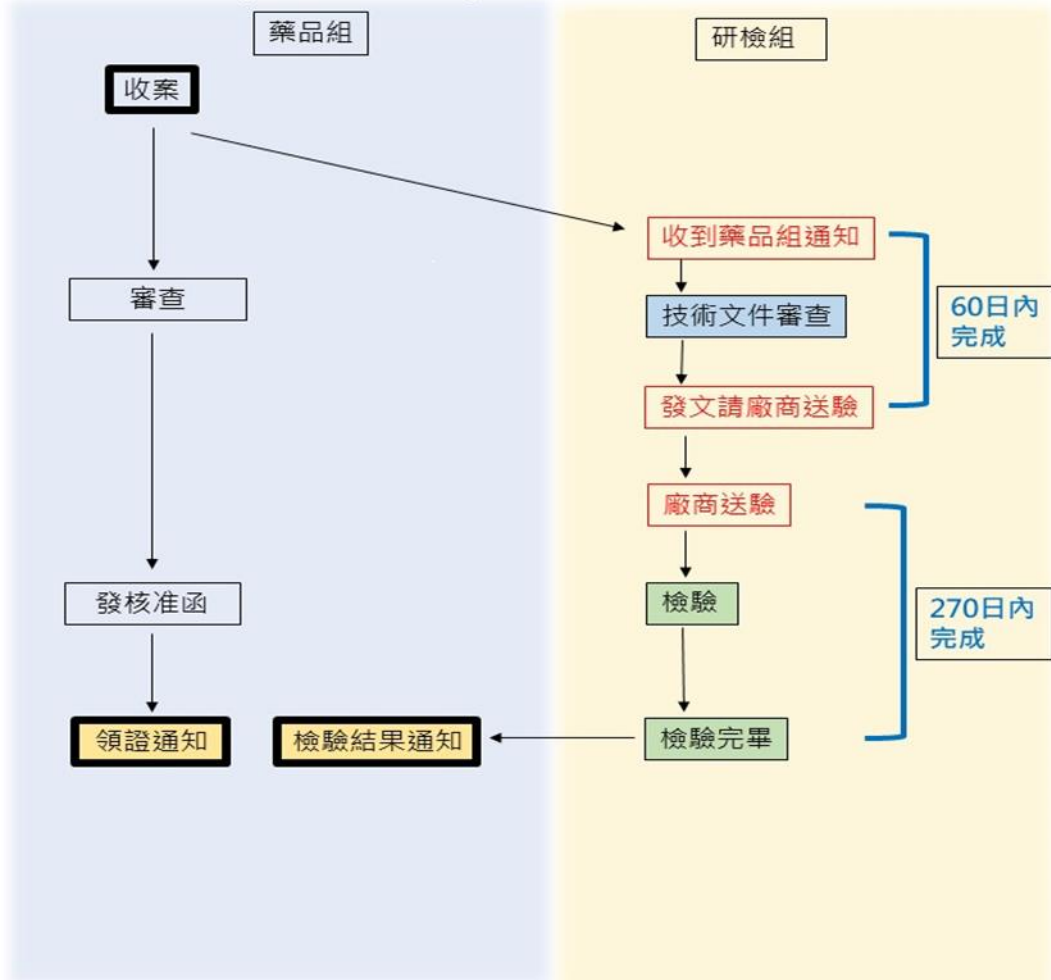 藥品組
收案
審查
發核准函
領證通知
檢驗結果通知
研檢組
收到藥品組通知
技術文件審查
發文請廠商送驗
廠商送驗
檢驗
檢驗完畢
60日內
完成
270日內
完成